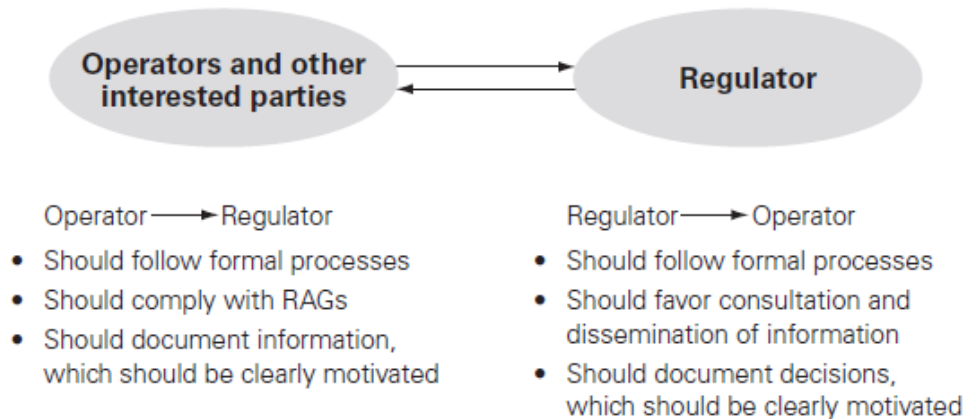 Operators and other
interested parties
Regulator
Operator → Regulator
• Should follow formal processes
• Should comply with RAGs
• Should document information,
which should be clearly motivated
Regulator → Operator
• Should follow formal processes
• Should favor consultation and
dissemination of information
• Should document decisions,
which should be clearly motivated